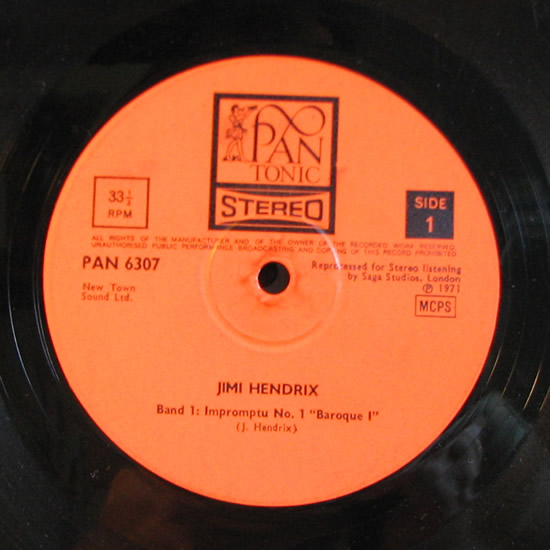 PAN
TONIC
STEREO
33 1/3
RPM
SIDE
1
ALL RIGHTS OF THE MANUFACTURER AND OF THE OWNER OF THE RECORDED WORK RESERVED.
UNAUTHORISED PUBLIC PERFORMANCE BROADCASTING AND COPYING OF THIS RECORD PROHIBITED
PAN 6307
Reprocessed for Stereo listening
by Saga Studios, London
℗ 1971
New Town
Sound Ltd.
MCPS
JIMI HENDRIX
Band 1: Impromptu No. 1 "Baroque I"
(J. Hendrix)